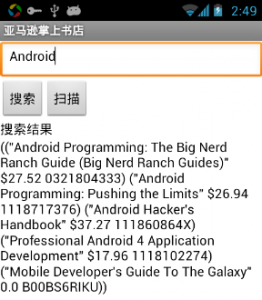 2:49
亚马逊掌上书店
Android
搜索 扫描
搜索结果
(("Android Programming: The Big Nerd
Ranch Guide (Big Nerd Ranch Guides)"
$27.52 0321804333) ("Android
Programming: Pushing the Limits" $26.94
1118717376) ("Android Hacker's
Handbook" $37.27 111860864X)
("Professional Android 4 Application
Development" $17.96 1118102274)
("Mobile Developer's Guide To The Galaxy"
0.0 B00BS6RIKU))